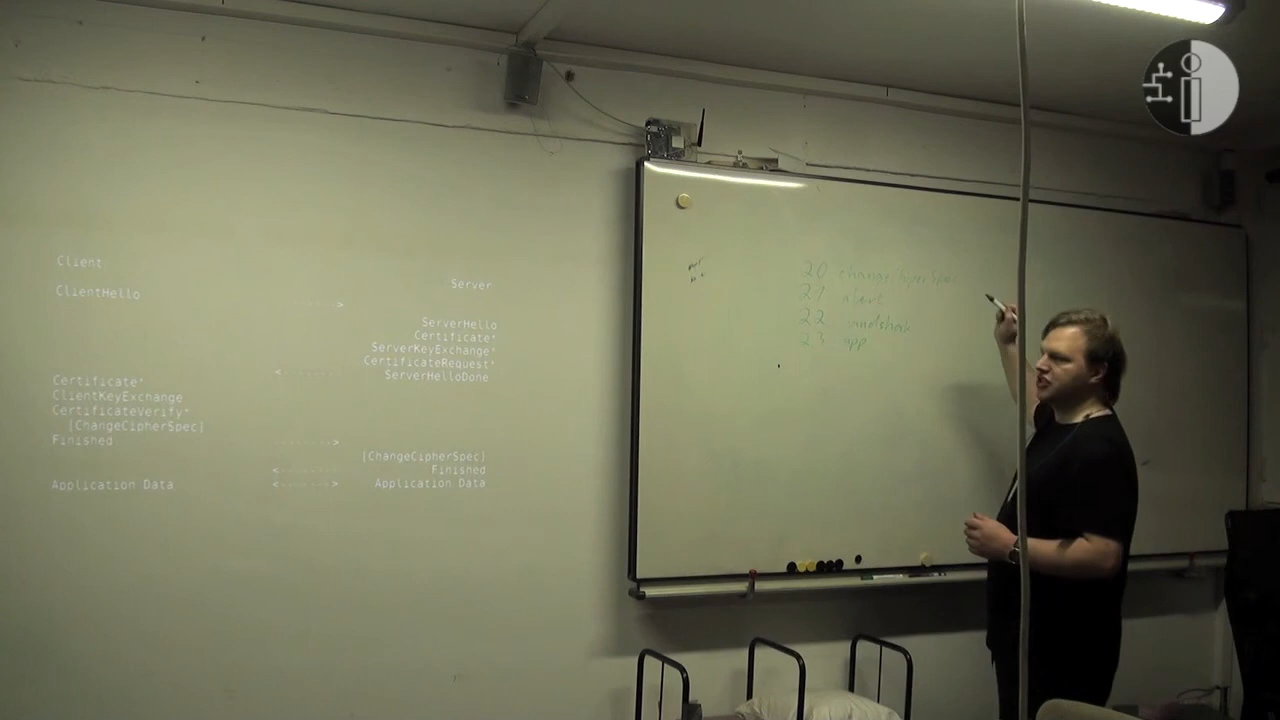 Client
Server
ClientHello ------->
ServerHello
Certificate*
ServerKeyExchange*
CertificateRequest*
<------- ServerHelloDone
Certificate*
ClientKeyExchange
CertificateVerify*
[ChangeCipherSpec]
Finished ------->
[ChangeCipherSpec]
<------- Finished
Application Data <-------> Application Data
20
21 alert
22
23 app